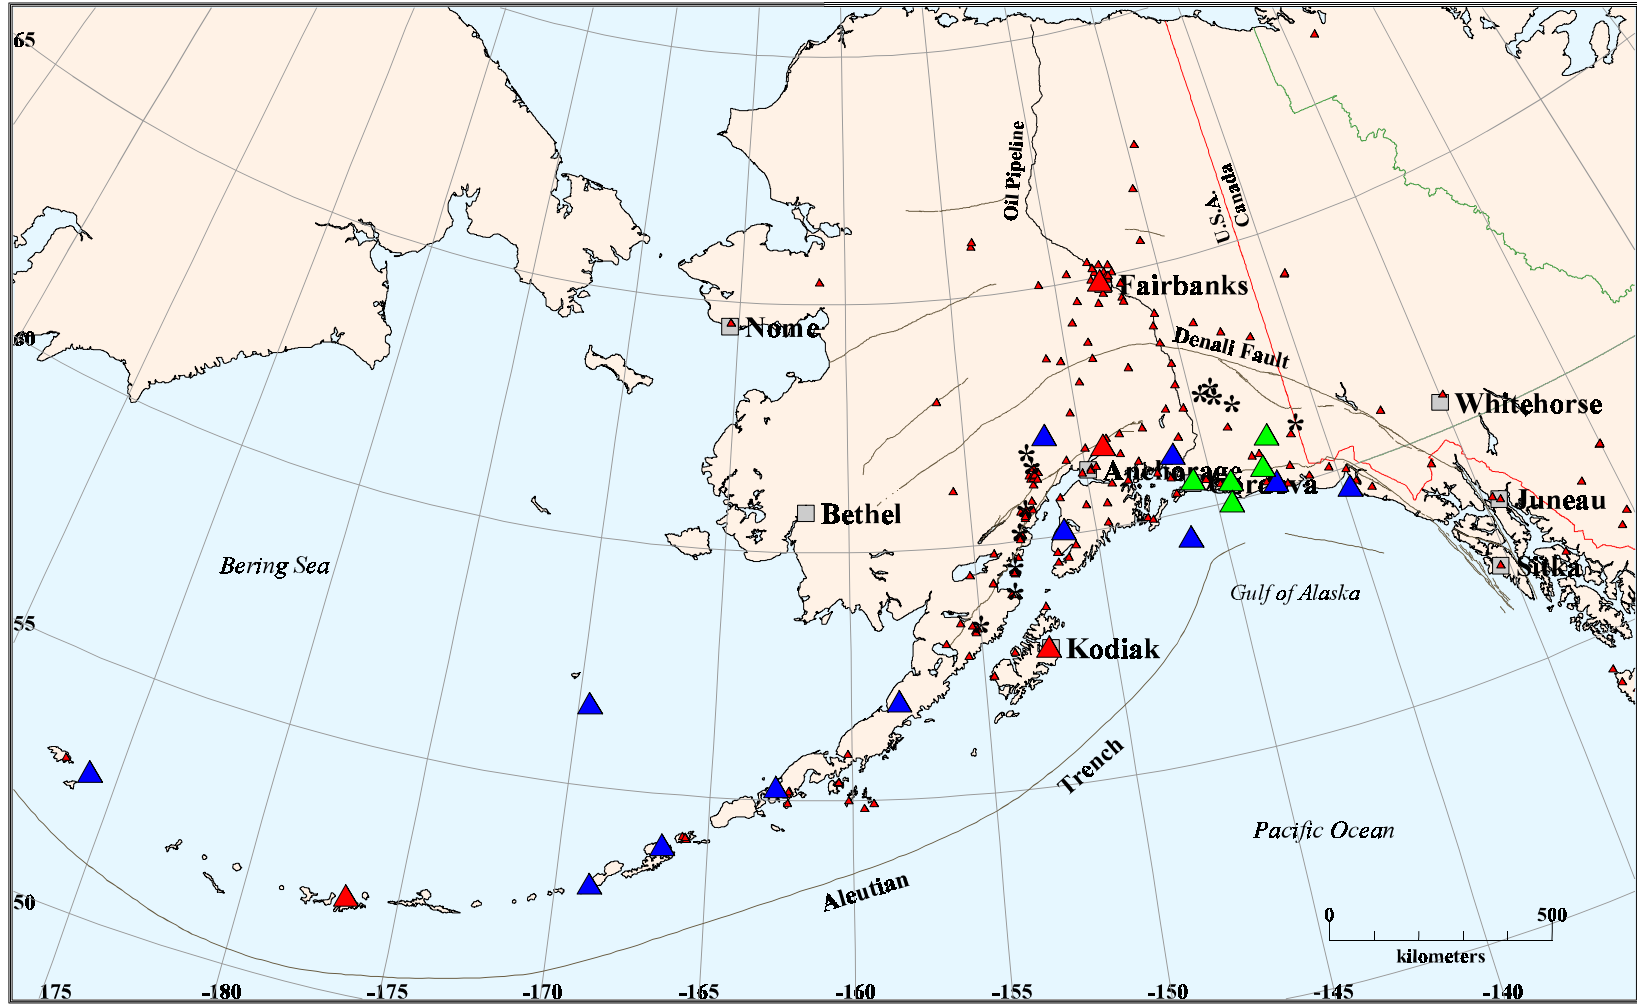 65
Oil Pipeline
U.S.A.
Canada
Fairbanks
Nome
60
Denali Fault
Whitehorse
Anchorage
Cordova
Juneau
Bethel
Bering Sea
Sitka
Gulf of Alaska
55
Kodiak
Trench
Pacific Ocean
Aleutian
50
0 500
kilometers
175 -180 -175 -170 -165 -160 -155 -150 -145 -140